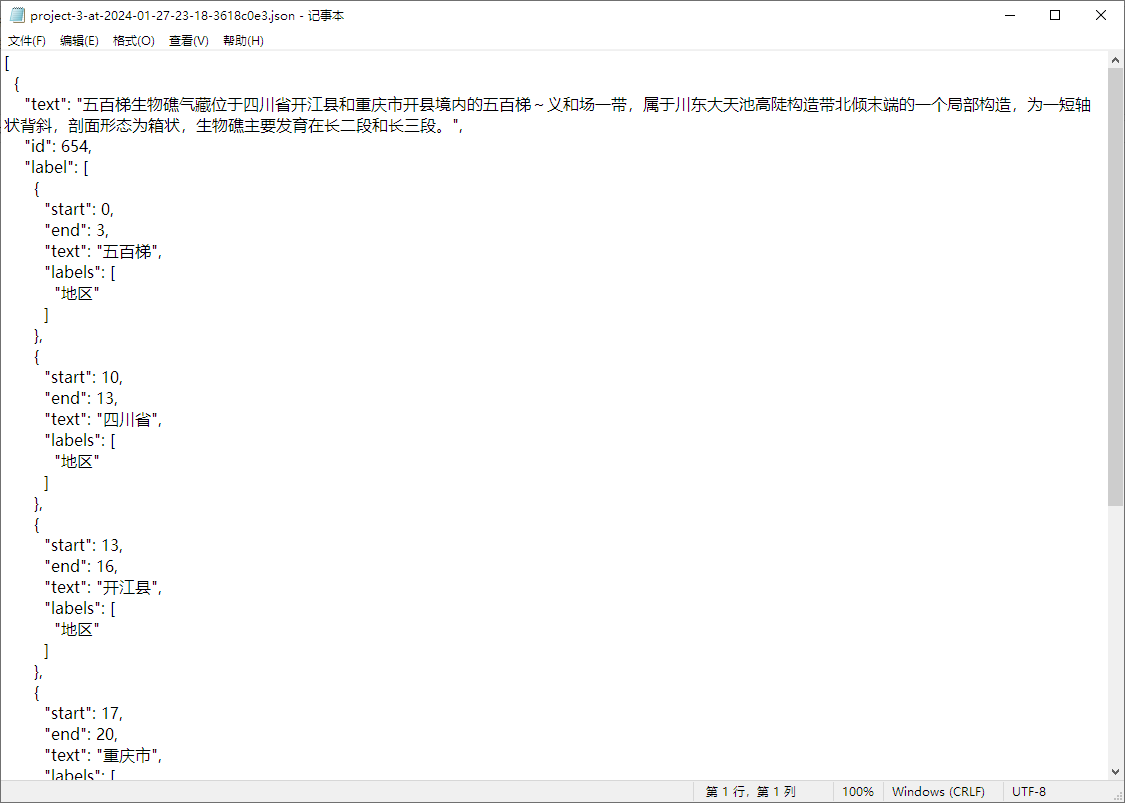 project-3-at-2024-01-27-23-18-3618c0e3.json - 记事本
文件(F) 编辑(E) 格式(O) 查看(V) 帮助(H)
[
{
"text": "五百梯生物礁气藏位于四川省开江县和重庆市开县境内的五百梯～义和场一带，属于川东大天池高陡构造带北倾末端的一个局部构造，为一短轴
状背斜，剖面形态为箱状，生物礁主要发育在长二段和长三段。",
"id": 654,
"label": [
{
"start": 0,
"end": 3,
"text": "五百梯",
"labels": [
"地区"
]
},
{
"start": 10,
"end": 13,
"text": "四川省",
"labels": [
"地区"
]
},
{
"start": 13,
"end": 16,
"text": "开江县",
"labels": [
"地区"
]
},
{
"start": 17,
"end": 20,
"text": "重庆市",
"labels": [
第 1 行，第 1 列 100% Windows (CRLF) UTF-8